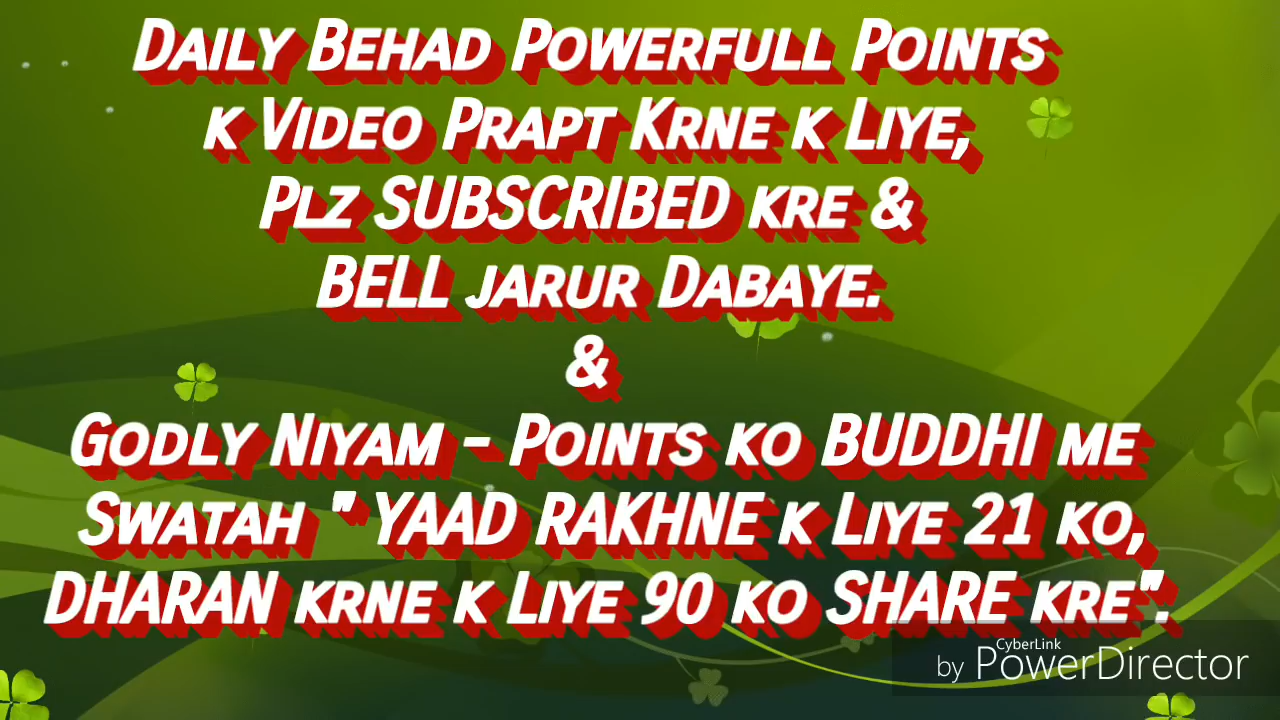 Daily Behad Powerfull Points
k Video Prapt Krne k Liye,
Plz SUBSCRIBED kre &
BELL jarur Dabaye.
&
Godly Niyam - Points ko BUDDHI me
Swatah " YAAD RAKHNE k Liye 21 ko,
DHARAN krne k Liye 90 ko SHARE kre".
CyberLink
by PowerDirector